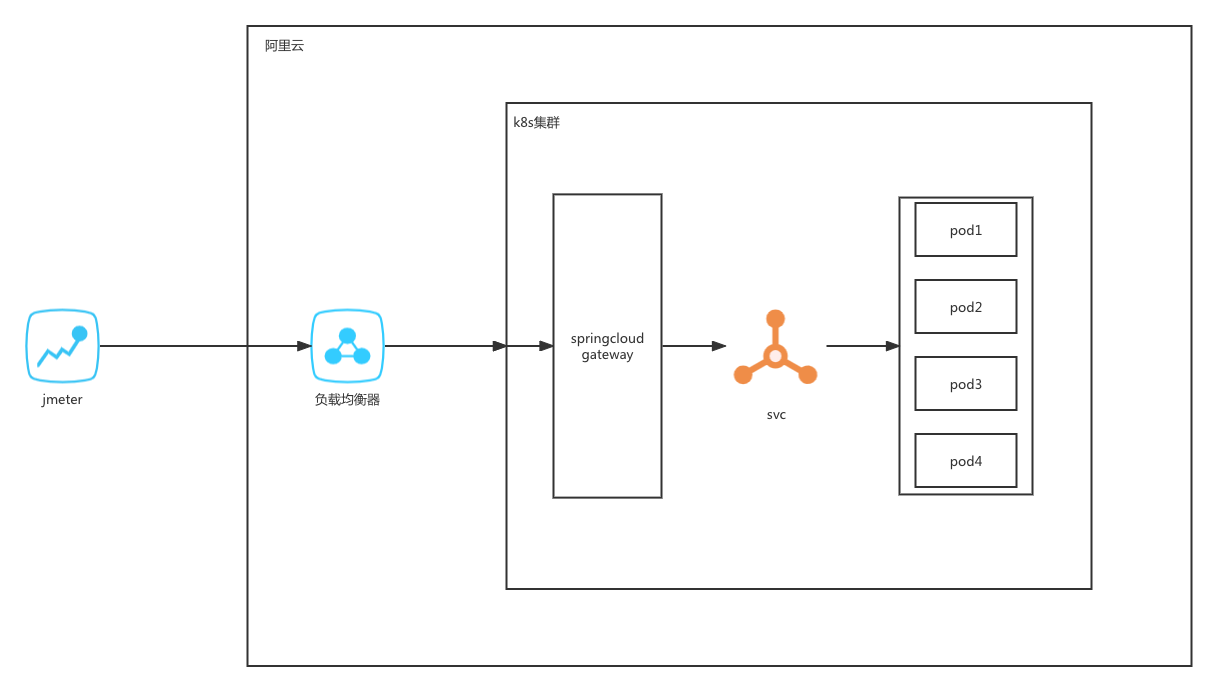 阿里云
k8s集群
springcloud
gateway
jmeter
负载均衡器
svc
pod1
pod2
pod3
pod4